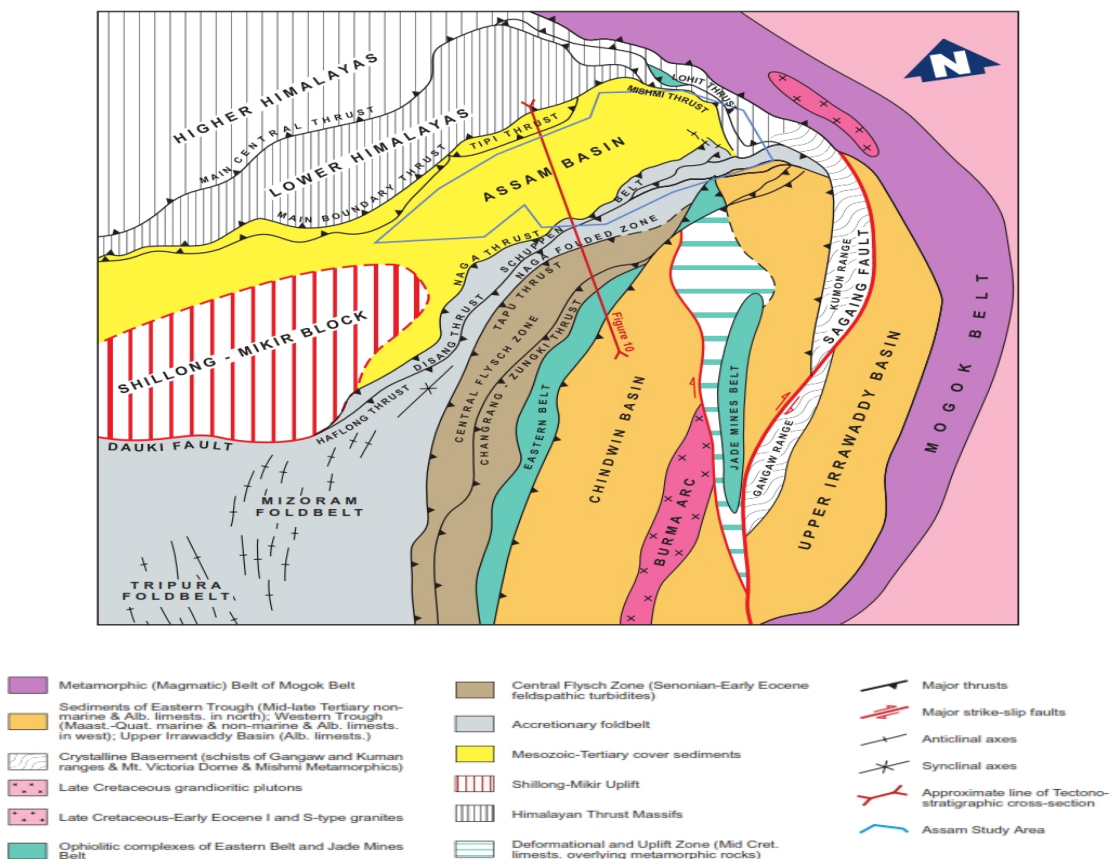 N
HIGHER HIMALAYAS
MAIN CENTRAL THRUST
LOWER HIMALAYAS
MAIN BOUNDARY THRUST
TIPI THRUST
LOHIT THRUST
MISHMI THRUST
ASSAM BASIN
NAGA THRUST
SCHUPPEN BELT
NAGA FOLDED ZONE
TAPU THRUST
DISANG THRUST
CENTRAL FLYSCH ZONE
CHANGRANG - ZUNGKI THRUST
EASTERN BELT
SHILLONG - MIKIR BLOCK
HAFLONG THRUST
DAUKI FAULT
MIZORAM
FOLDBELT
TRIPURA
FOLDBELT
Figure 10
CHINDWIN BASIN
BURMA ARC
JADE MINES BELT
GANGAW RANGE
KUMON RANGE
SAGAING FAULT
UPPER IRRAWADDY BASIN
MOGOK BELT
Metamorphic (Magmatic) Belt of Mogok Belt
Sediments of Eastern Trough (Mid-late Tertiary non-
marine & Alb. limests. in north); Western Trough
(Maast.-Quat. marine & non-marine & Alb. limests.
in west); Upper Irrawaddy Basin (Alb. limests.)
Crystalline Basement (schists of Gangaw and Kuman
ranges & Mt. Victoria Dome & Mishmi Metamorphics)
Late Cretaceous grandioritic plutons
Late Cretaceous-Early Eocene I and S-type granites
Ophiolitic complexes of Eastern Belt and Jade Mines
Belt
Central Flysch Zone (Senonian-Early Eocene
feldspathic turbidites)
Accretionary foldbelt
Mesozoic-Tertiary cover sediments
Shillong-Mikir Uplift
Himalayan Thrust Massifs
Deformational and Uplift Zone (Mid Cret.
limests. overlying metamorphic rocks)
Major thrusts
Major strike-slip faults
Anticlinal axes
Synclinal axes
Approximate line of Tectono-
stratigraphic cross-section
Assam Study Area